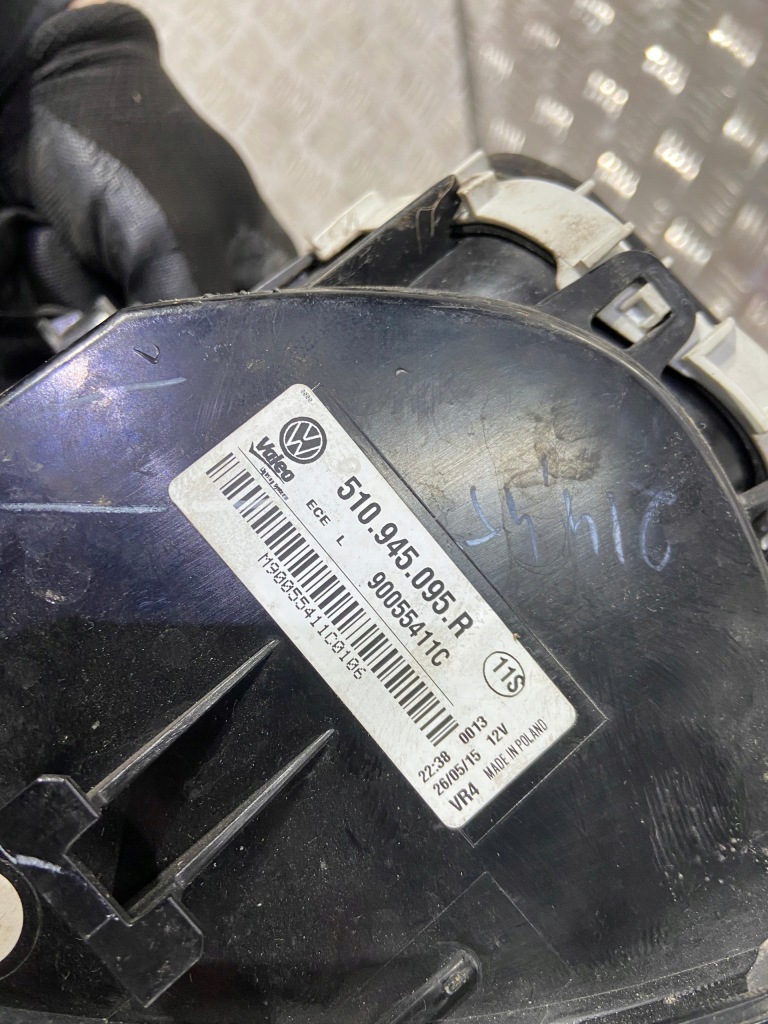 Valeo
510.945.095.R
ECE L 90055411C
11S
M90055411C0106
22:38 0013
26/05/15 12V
VR4 MADE IN POLAND